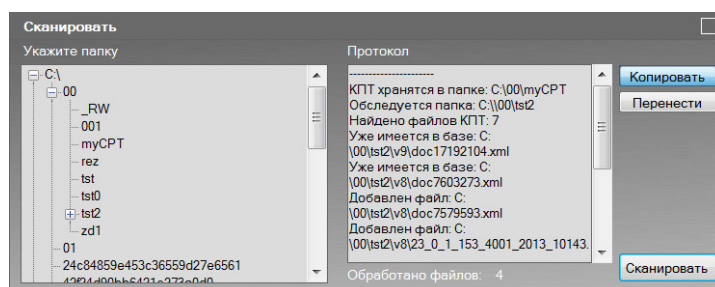 Сканировать
Укажите папку
C:\
00
_RW
001
myCPT
rez
tst
tst0
tst2
zd1
01
24c84859e453c36559d27e6561
Протокол
----------------------
КПТ хранятся в папке: C:\00\myCPT
Обследуется папка: C:\\00\tst2
Найдено файлов КПТ: 7
Уже имеется в базе: C:
\00\tst2\v9\doc17192104.xml
Уже имеется в базе: C:
\00\tst2\v8\doc7603273.xml
Добавлен файл: C:
\00\tst2\v8\doc7579593.xml
Добавлен файл: C:
\00\tst2\v8\23_0_1_153_4001_2013_10143.
Обработано файлов: 4
Копировать
Перенести
Сканировать